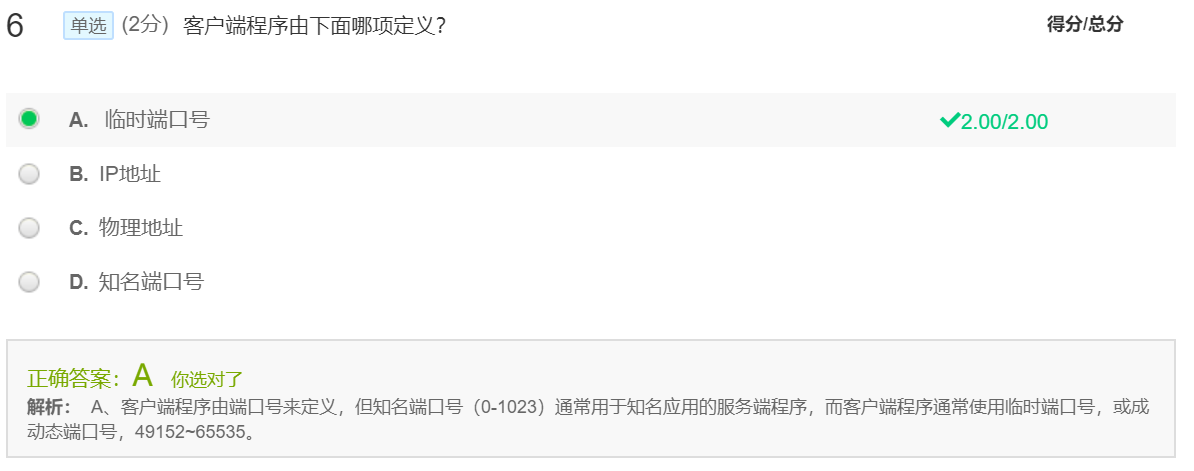 6 单选 (2分) 客户端程序由下面哪项定义? 得分/总分
A. 临时端口号 2.00/2.00
B. IP地址
C. 物理地址
D. 知名端口号
正确答案：A 你选对了
解析： A、客户端程序由端口号来定义，但知名端口号（0-1023）通常用于知名应用的服务端程序，而客户端程序通常使用临时端口号，或成
动态端口号，49152~65535。